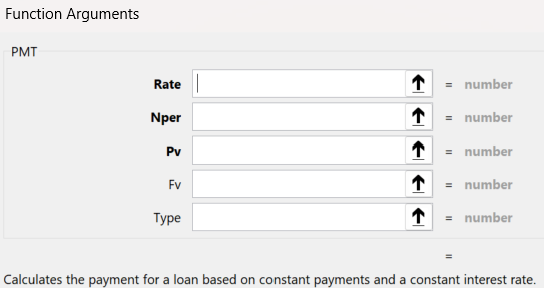 Function Arguments
PMT
Rate = number
Nper = number
Pv = number
Fv = number
Type = number
=
Calculates the payment for a loan based on constant payments and a constant interest rate.